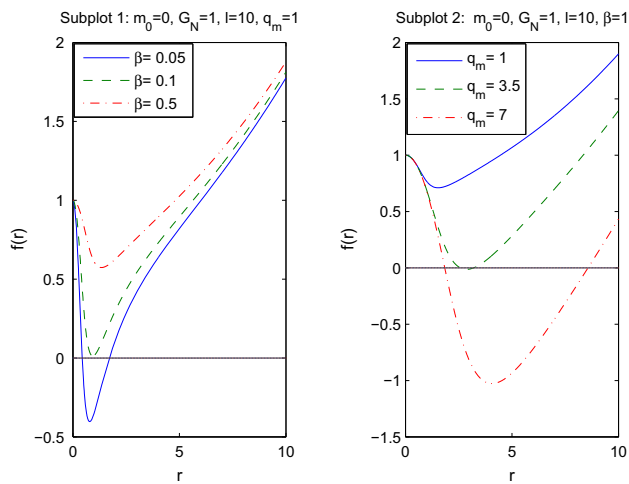 Subplot 1: m_0=0, G_N=1, l=10, q_m=1
2
1.5
1
0.5
0
−0.5
0
5
10
f(r)
r
β= 0.05
β= 0.1
β= 0.5
Subplot 2: m_0=0, G_N=1, l=10, β=1
2
1.5
1
0.5
0
−0.5
−1
−1.5
0
5
10
f(r)
r
q_m= 1
q_m= 3.5
q_m= 7